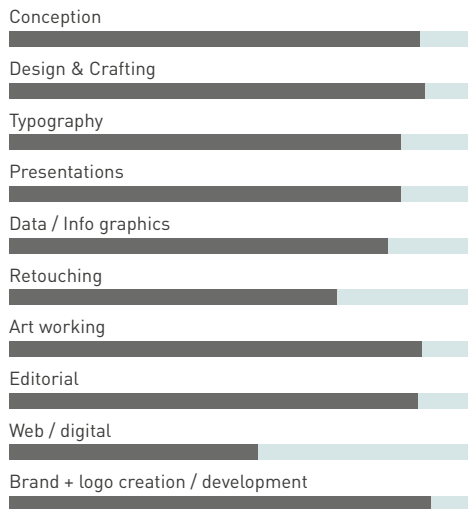 Conception
Design & Crafting
Typography
Presentations
Data / Info graphics
Retouching
Art working
Editorial
Web / digital
Brand + logo creation / development